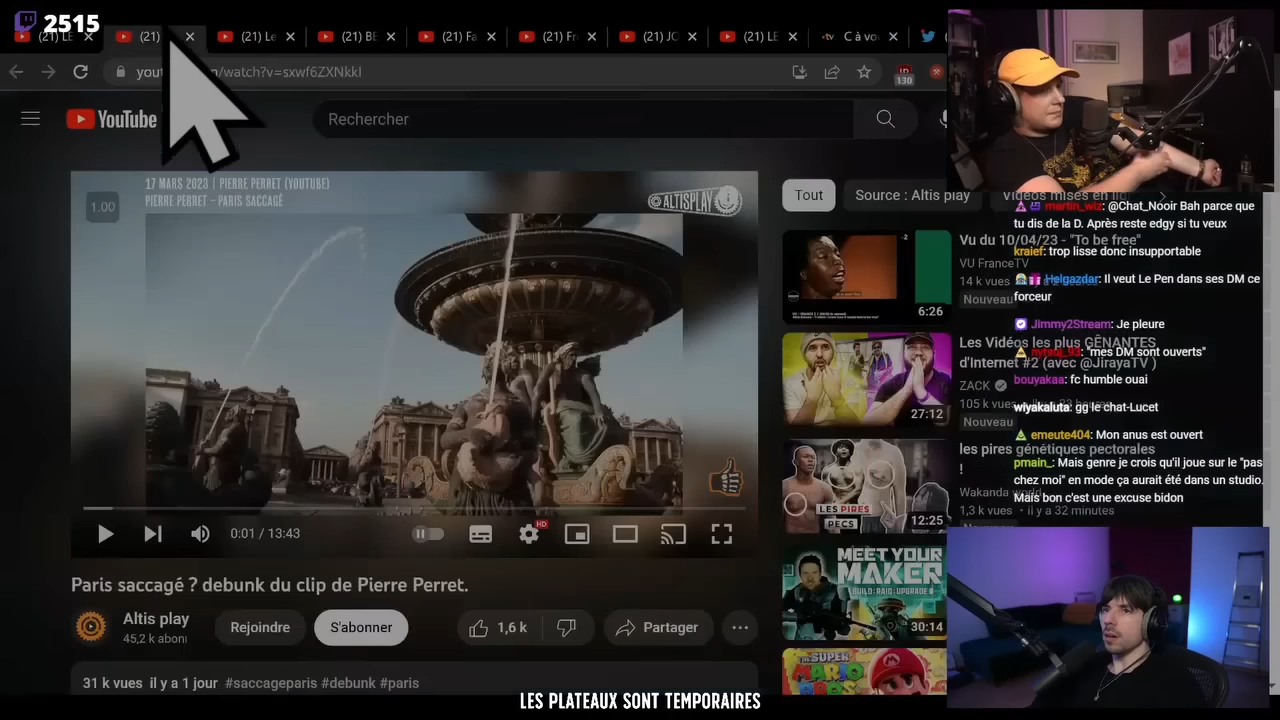 2515
(21) LE
(21)
(21) Le
(21) BE
(21) Fa
(21) Fr
(21) JC
(21) LE
C à vo
/watch?v=sxwf6ZXNkkI
130
YouTube
Rechercher
17 MARS 2023 | PIERRE PERRET (YOUTUBE)
PIERRE PERRET - PARIS SACCAGÉ
1.00
ALTISPLAY
0:01 / 13:43
HD
Paris saccagé ? debunk du clip de Pierre Perret.
Altis play
45,2 k abon
Rejoindre
S'abonner
1,6 k
Partager
31 k vues il y a 1 jour #saccageparis #debunk #paris
Tout
Source : Altis play
Vidéos mises en li
Vu du 10/04/23 - "To be free"
VU FranceTV
14 k vues
Nouveau
6:26
Les Vidéos les plus GÊNANTES
d'Internet #2 (avec @JirayaTV )
ZACK
105 k vues
Nouveau
27:12
les pires génétiques pectorales
!
Wakanda
1,3 k vues • il y a 32 minutes
LES PIRES
PECS
12:25
MEET YOUR
MAKER
BUILD: RAID: UPGRADE
30:14
SUPER
MARIO
martin_wiz: @Chat_Nooir Bah parce que
tu dis de la D. Après reste edgy si tu veux
kraief: trop lisse donc insupportable
Helgazdar: Il veut Le Pen dans ses DM ce
forceur
Jimmy2Stream: Je pleure
"mes DM sont ouverts"
bouyakaa: fc humble ouai
wiyakaluta: gg le chat-Lucet
emeute404: Mon anus est ouvert
pmain_: Mais genre je crois qu'il joue sur le "pas
chez moi" en mode ça aurait été dans un studio.
Mais bon c'est une excuse bidon
LES PLATEAUX SONT TEMPORAIRES